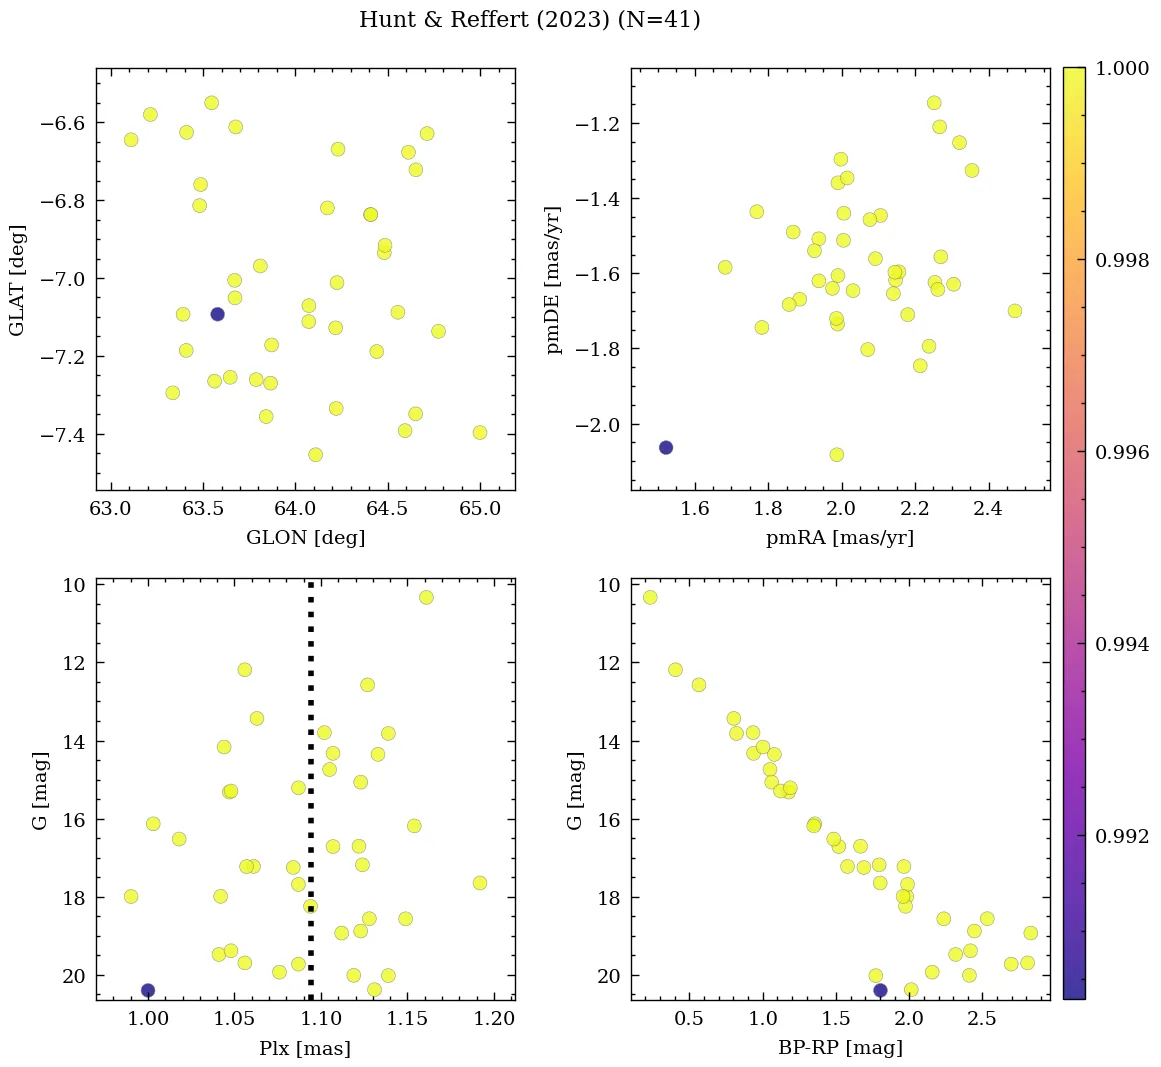 Hunt & Reffert (2023) (N=41)
−6.6
−6.8
−7.0
−7.2
−7.4
GLAT [deg]
63.0 63.5 64.0 64.5 65.0
GLON [deg]
−1.2
−1.4
−1.6
−1.8
−2.0
pmDE [mas/yr]
1.6 1.8 2.0 2.2 2.4
pmRA [mas/yr]
10
12
14
16
18
20
G [mag]
1.00 1.05 1.10 1.15 1.20
Plx [mas]
10
12
14
16
18
20
G [mag]
0.5 1.0 1.5 2.0 2.5
BP-RP [mag]
1.000
0.998
0.996
0.994
0.992